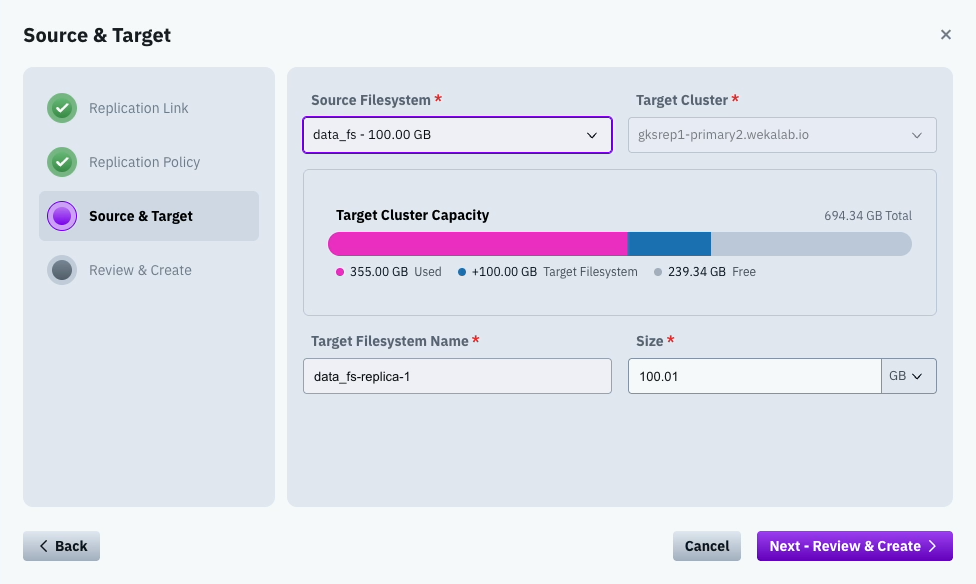 Source & Target
Replication Link
Replication Policy
Source & Target
Review & Create
Source Filesystem *
Target Cluster *
data_fs - 100.00 GB
gksrep1-primary2.wekalab.io
Target Cluster Capacity
694.34 GB Total
355.00 GB Used
+100.00 GB Target Filesystem
239.34 GB Free
Target Filesystem Name *
Size *
data_fs-replica-1
100.01
GB
Back
Cancel
Next - Review & Create